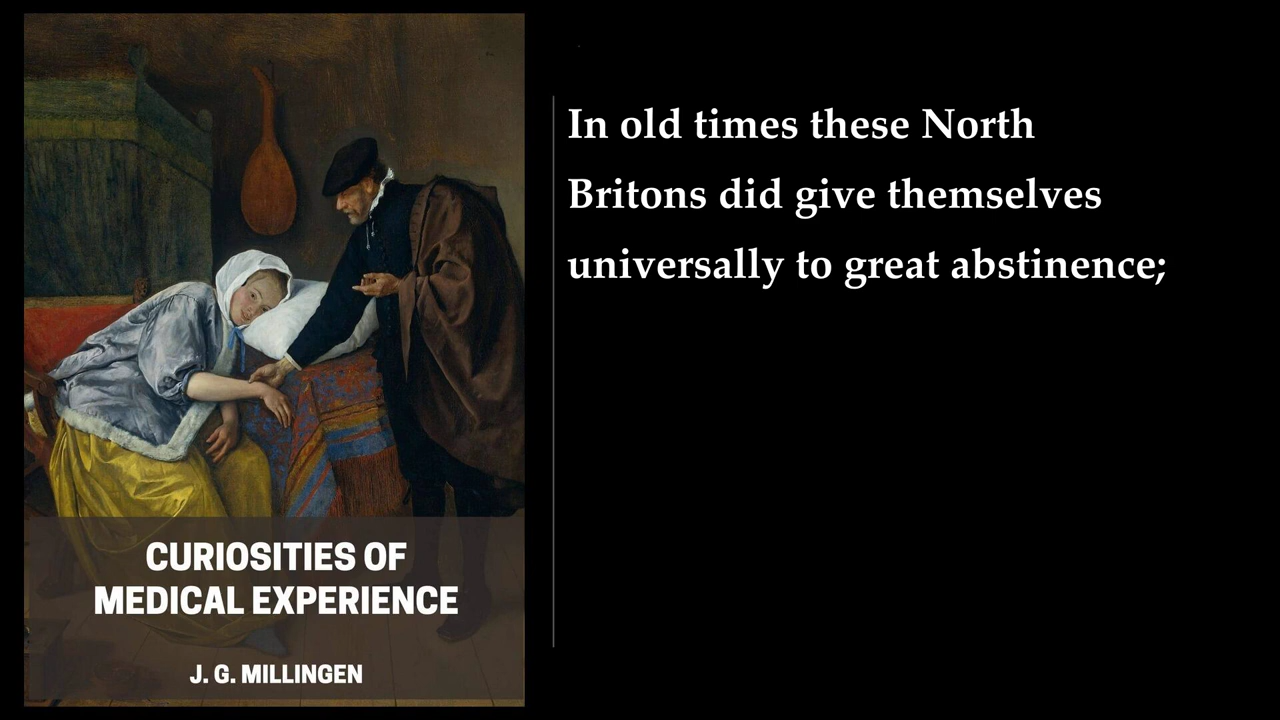 CURIOSITIES OF
MEDICAL EXPERIENCE
J. G. MILLINGEN
In old times these North
Britons did give themselves
universally to great abstinence;